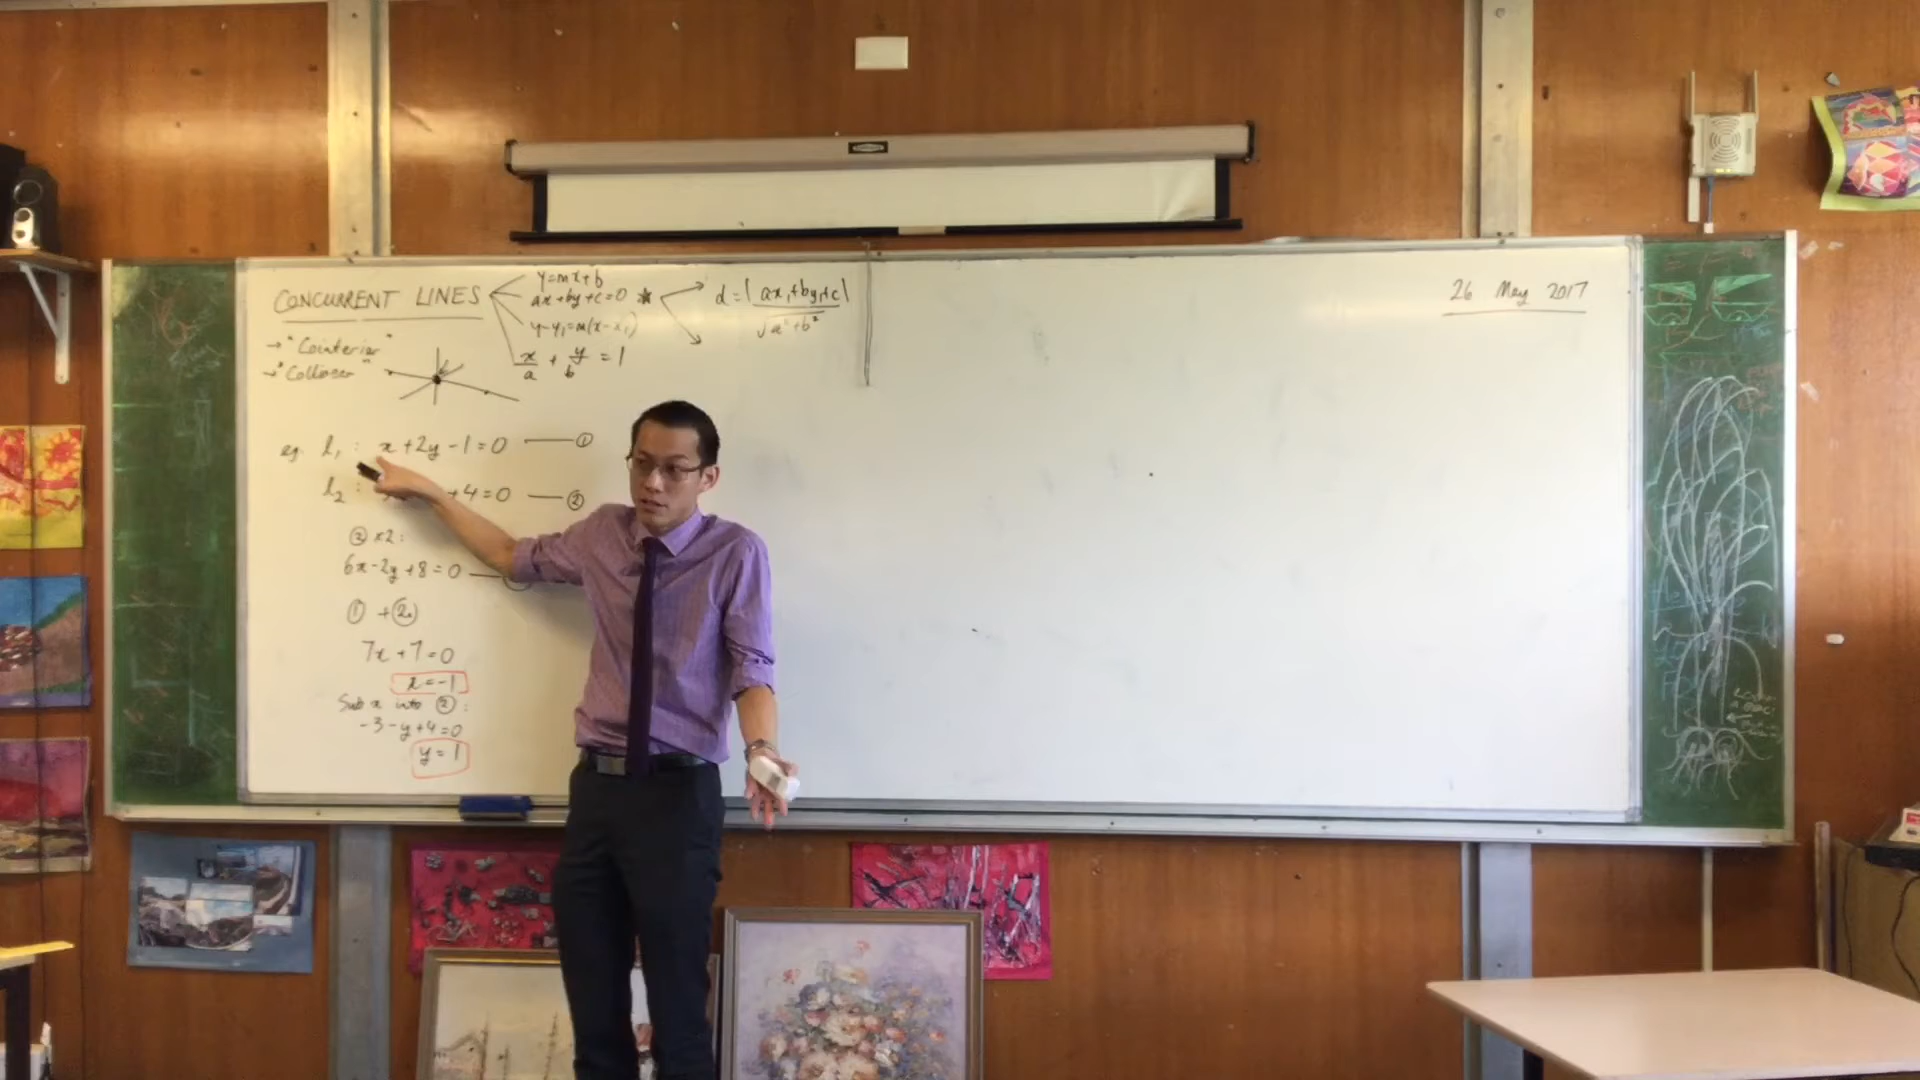 CONCURRENT LINES
y=mx+b
ax+by+c=0 ★
y-y₁=m(x-x₁)
x/a + y/b = 1
d=|ax₁+by₁+c|
√a²+b²
26 May 2017
→ "Cointerior"
→ "Collinear
eg. l₁ : x+2y-1=0 —— ①
l₂ : +4=0 —— ②
② x2:
6x-2y+8=0 ——
① +
7x+7=0
x=-1
Sub x into ② :
-3-y+4=0
y=1